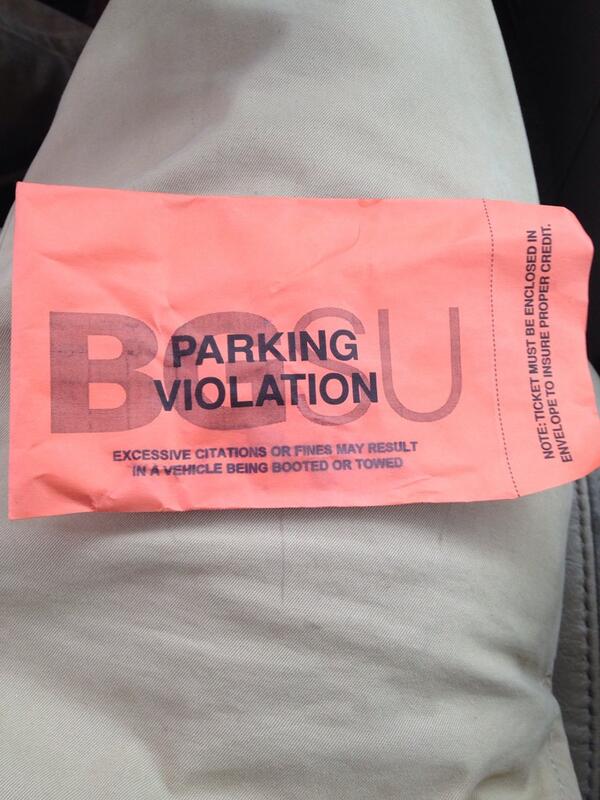 BGSU
PARKING
VIOLATION
EXCESSIVE CITATIONS OR FINES MAY RESULT
IN A VEHICLE BEING BOOTED OR TOWED
NOTE: TICKET MUST BE ENCLOSED IN
ENVELOPE TO INSURE PROPER CREDIT.